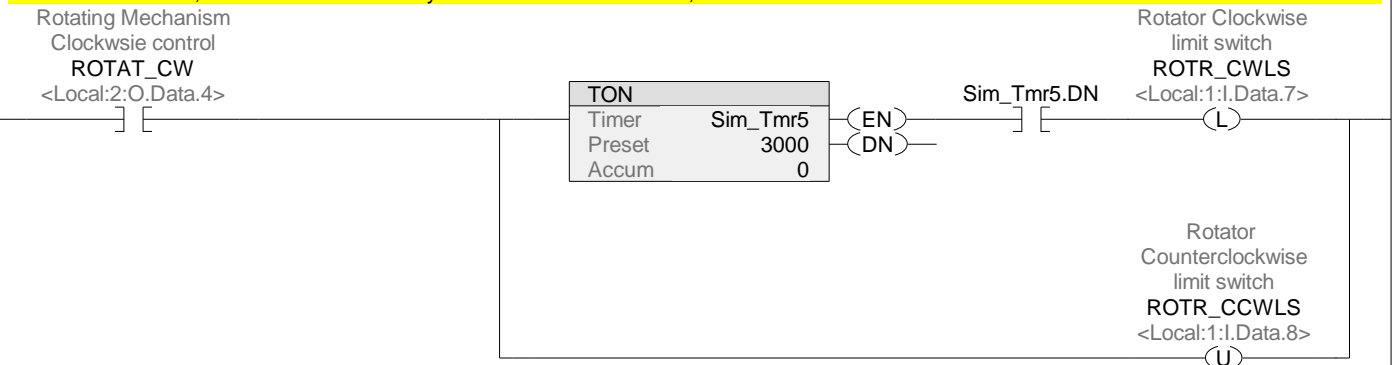 Rotating Mechanism
Clockwsie control
ROTAT_CW
<Local:2:O.Data.4>
TON
Timer Sim_Tmr5
Preset 3000
Accum 0
EN
DN
Sim_Tmr5.DN
Rotator Clockwise
limit switch
ROTR_CWLS
<Local:1:I.Data.7>
L
Rotator
Counterclockwise
limit switch
ROTR_CCWLS
<Local:1:I.Data.8>
U